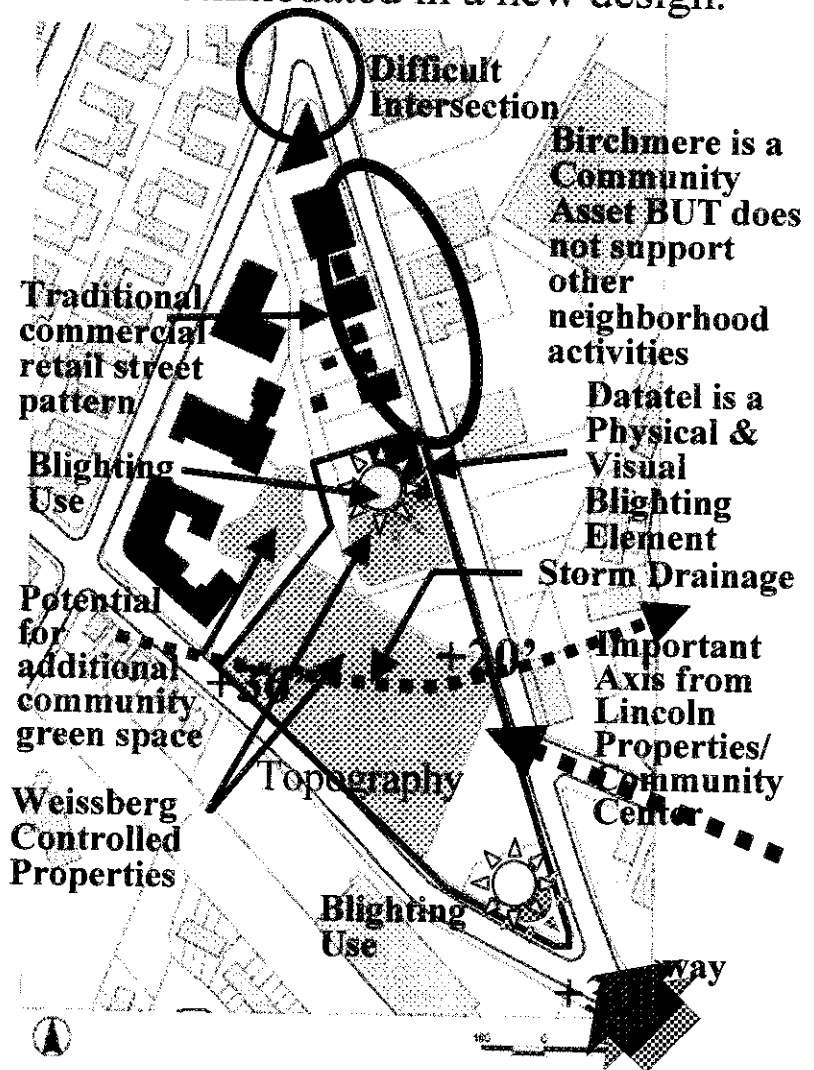 in a new design.
Difficult
Intersection
Birchmere is a
Community
Asset BUT does
not support
other
neighborhood
activities
Traditional
commercial
retail street
pattern
Datatel is a
Physical &
Visual
Blighting
Element
Blighting
Use
Storm Drainage
Potential
for
additional
community
green space
+20'
+30'
Important
Axis from
Lincoln
Properties/
Community
Center
Topography
Weissberg
Controlled
Properties
Blighting
Use
way
+
0